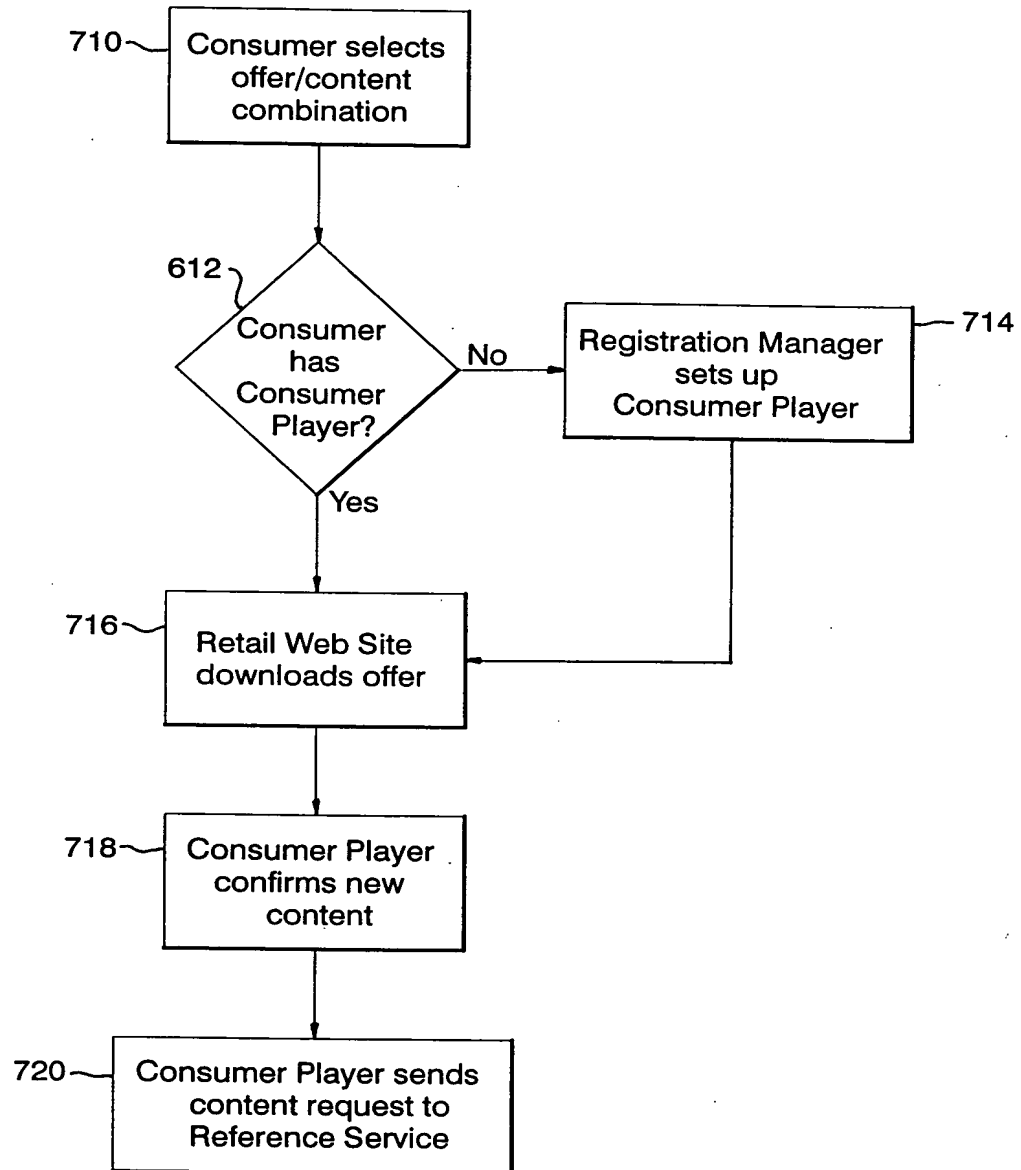 710
Consumer selects
offer/content
combination
612
Consumer
has
Consumer
Player?
No
Registration Manager
sets up
Consumer Player
714
Yes
716
Retail Web Site
downloads offer
718
Consumer Player
confirms new
content
720
Consumer Player sends
content request to
Reference Service